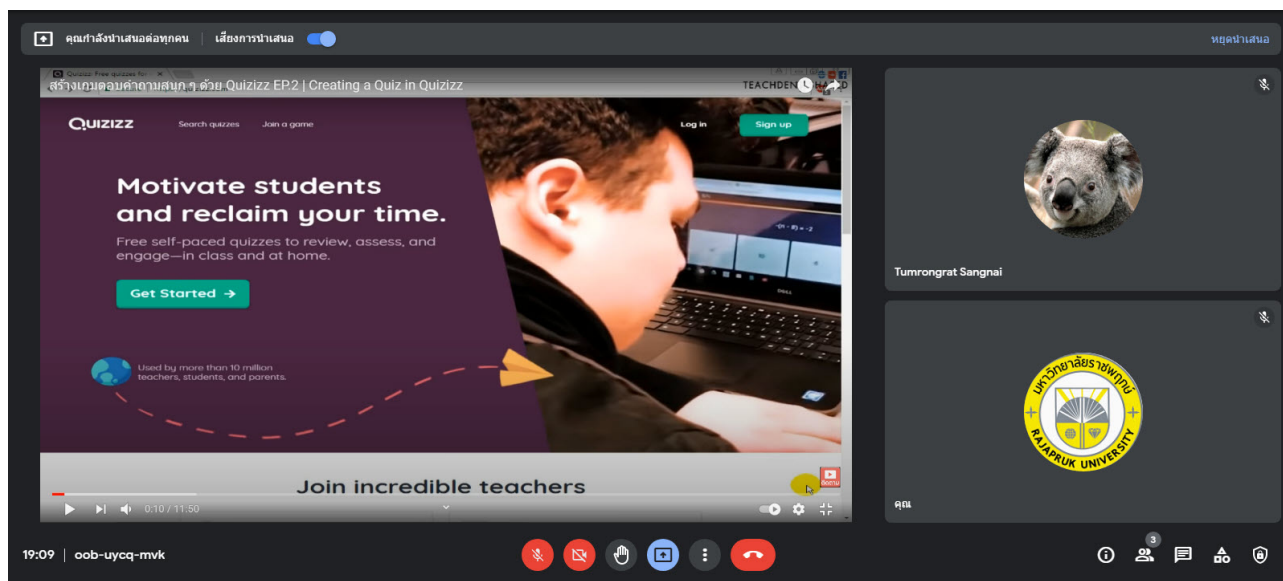 คุณกำลังนำเสนอต่อทุกคน เสียงการนำเสนอ
หยุดนำเสนอ
Quizizz: Free quizzes for
สร้างเกมตอบคำถามสนุก ๆ ด้วย Quizizz EP.2 | Creating a Quiz in Quizizz
TEACHDEN
QUIZIZZ Search quizzes Join a game Log in Sign up
Motivate students
and reclaim your time.
Free self-paced quizzes to review, assess, and
engage—in class and at home.
Get Started →
Used by more than 10 million
teachers, students, and parents.
DELL
Join incredible teachers
0:10 / 11:50
Tumrongrat Sangnai
มหาวิทยาลัยราชพฤกษ์
RAJAPRUK UNIVERSITY
คุณ
19:09 | oob-uycq-mvk
3